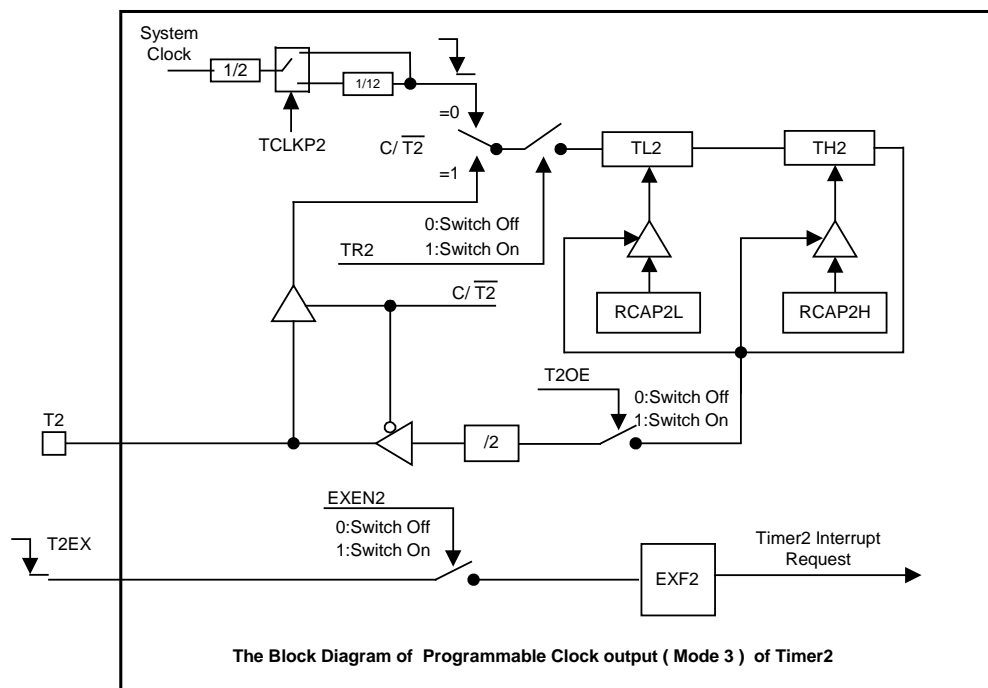 System
Clock
1/2
1/12
TCLKP2
=0
C/ T2
=1
TL2
TH2
0:Switch Off
TR2
1:Switch On
C/ T2
RCAP2L
RCAP2H
T2OE
0:Switch Off
1:Switch On
T2
/2
EXEN2
0:Switch Off
1:Switch On
T2EX
EXF2
Timer2 Interrupt
Request
The Block Diagram of Programmable Clock output ( Mode 3 ) of Timer2